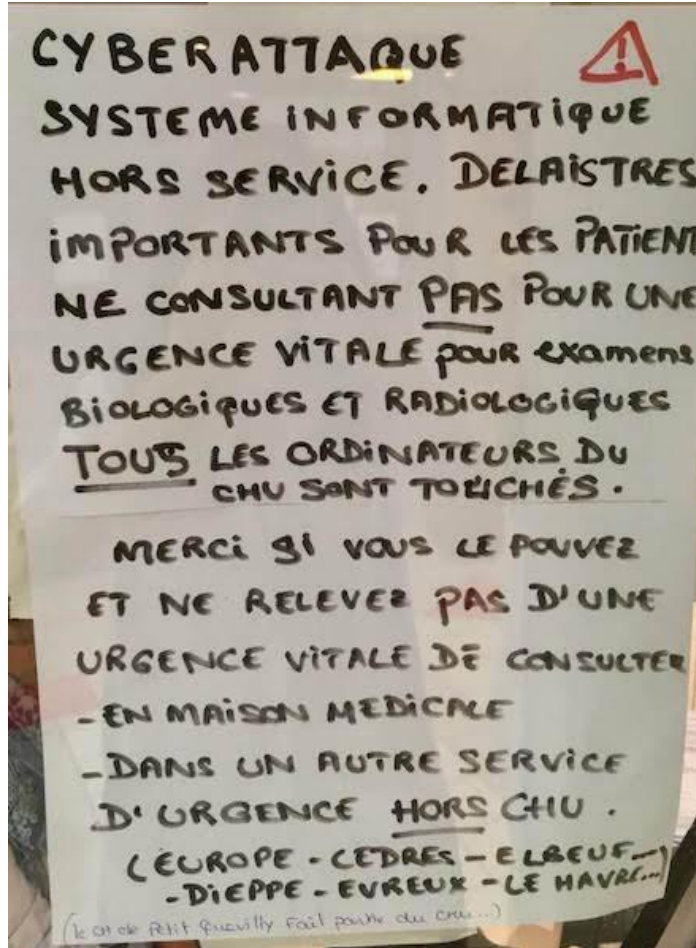 CYBERATTAQUE
SYSTEME INFORMATIQUE
HORS SERVICE. DELAIS TRES
IMPORTANTS POUR LES PATIENT
NE CONSULTANT PAS POUR UNE
URGENCE VITALE pour examens
BIOLOGIQUES ET RADIOLOGIQUES
TOUS LES ORDINATEURS DU
CHU SONT TOUCHÉS.
MERCI SI VOUS LE POUVEZ
ET NE RELEVEZ PAS D'UNE
URGENCE VITALE DE CONSULTER
- EN MAISON MEDICALE
- DANS UN AUTRE SERVICE
D'URGENCE HORS CHU.
(EUROPE - CEDRES - ELBEUF...
- DIEPPE - EVREUX - LE HAVRE...)
(le de Petit Quevilly Fait partie du CHU...)